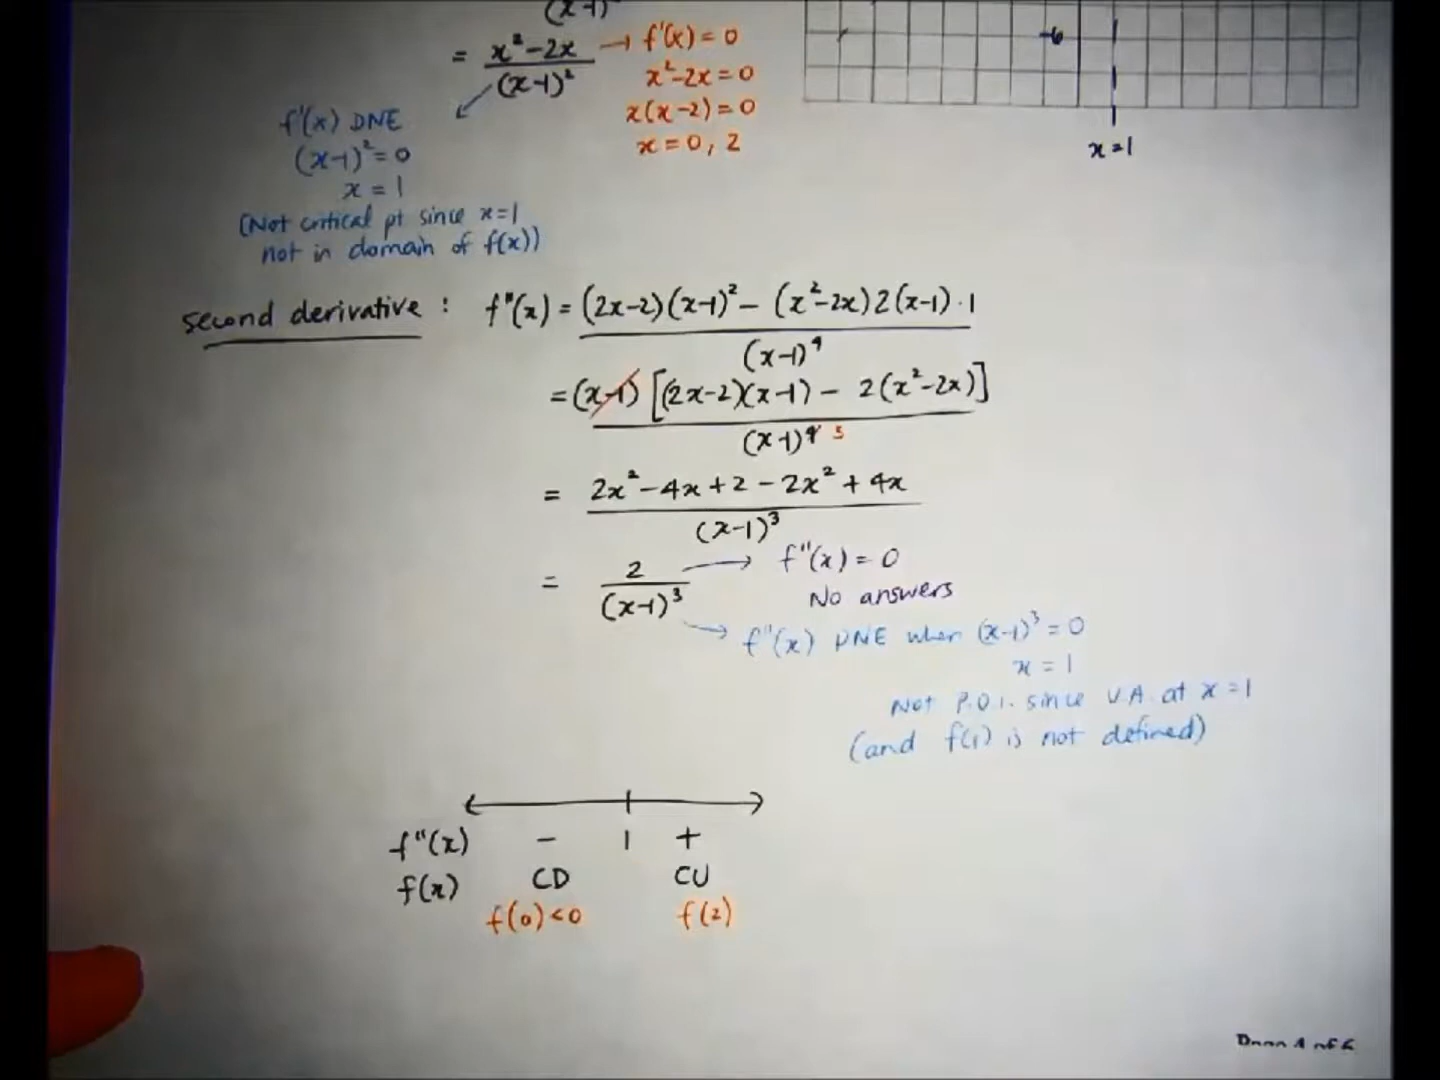 (x-1)
= x²-2x / (x-1)² → f'(x) = 0
x²-2x = 0
x(x-2) = 0
x = 0, 2
f'(x) DNE
(x-1)² = 0
x = 1
(Not critical pt since x=1
not in domain of f(x))
-6
x=1
second derivative : f"(x) = (2x-2)(x-1)² - (x²-2x) 2(x-1) · 1 / (x-1)⁴
= (x-1) [(2x-2)(x-1) - 2(x²-2x)] / (x-1)⁴ 3
= 2x² - 4x + 2 - 2x² + 4x / (x-1)³
= 2 / (x-1)³ → f"(x) = 0
No answers
→ f"(x) DNE when (x-1)³ = 0
x = 1
Not P.O.I. since V.A. at x = 1
(and f(1) is not defined)
f"(x) - 1 +
f(x) CD CU
f(0)<0 f(2)